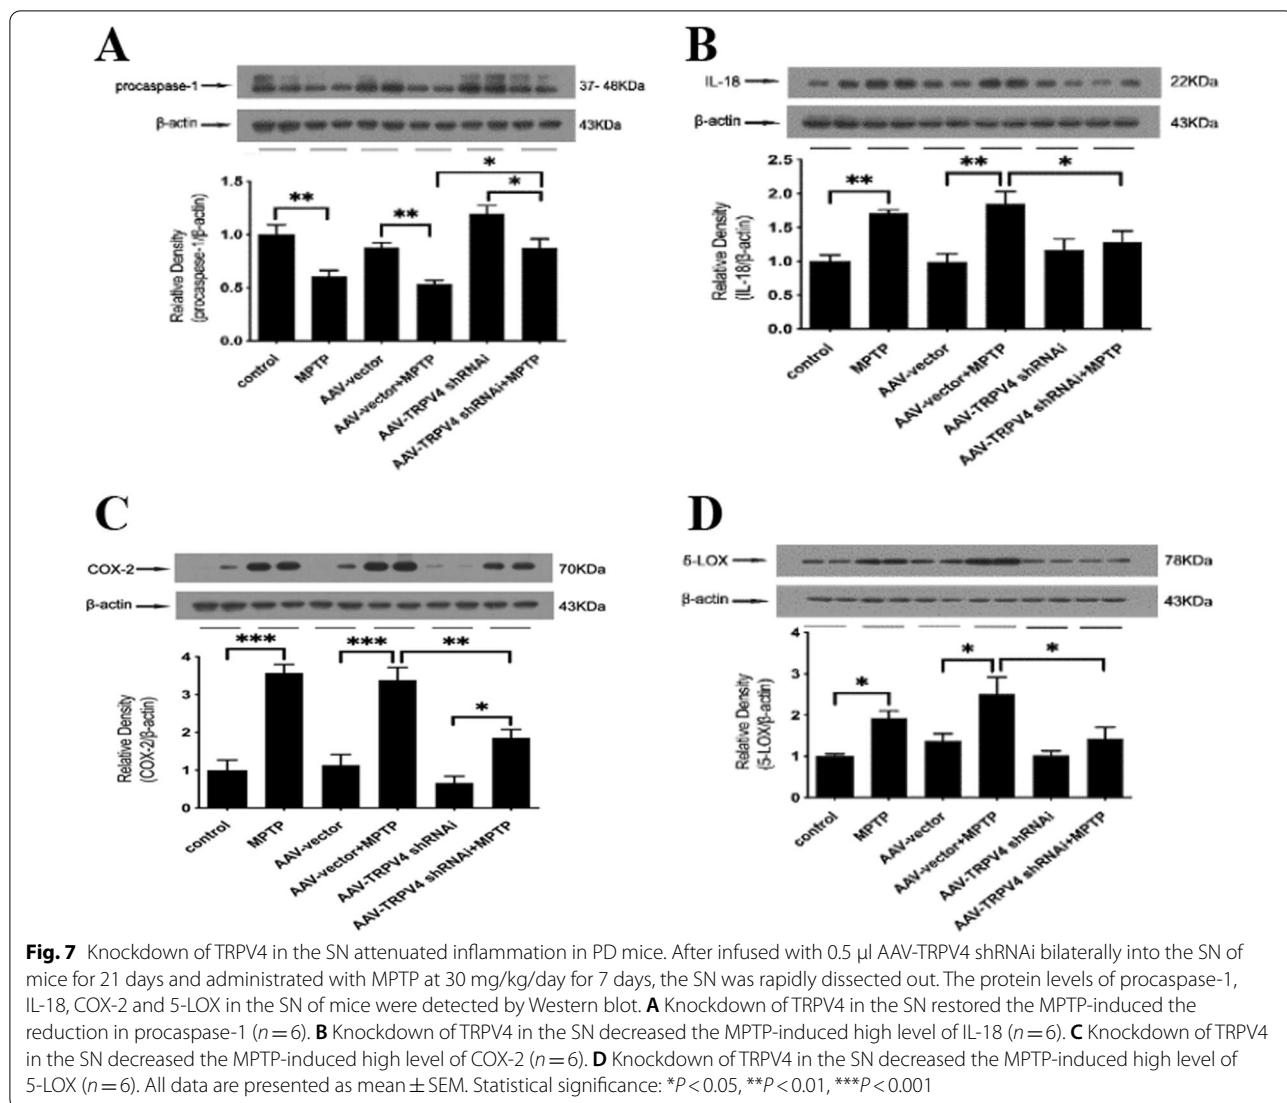 A
procaspase-1
37- 48KDa
β-actin
43KDa
Relative Density
(procaspase-1/β-actin)
1.5
1.0
0.5
0.0
**
**
*
*
control
MPTP
AAV-vector
AAV-vector+MPTP
AAV-TRPV4 shRNAi
AAV-TRPV4 shRNAi+MPTP
B
IL-18
22KDa
β-actin
43KDa
Relative Density
(IL-18/β-actin)
2.5
2.0
1.5
1.0
0.5
0.0
**
**
*
control
MPTP
AAV-vector
AAV-vector+MPTP
AAV-TRPV4 shRNAi
AAV-TRPV4 shRNAi+MPTP
C
COX-2
70KDa
β-actin
43KDa
Relative Density
(COX-2/β-actin)
4
3
2
1
0
***
***
**
*
control
MPTP
AAV-vector
AAV-vector+MPTP
AAV-TRPV4 shRNAi
AAV-TRPV4 shRNAi+MPTP
D
5-LOX
78KDa
β-actin
43KDa
Relative Density
(5-LOX/β-actin)
4
3
2
1
0
*
*
*
control
MPTP
AAV-vector
AAV-vector+MPTP
AAV-TRPV4 shRNAi
AAV-TRPV4 shRNAi+MPTP
Fig. 7 Knockdown of TRPV4 in the SN attenuated inflammation in PD mice. After infused with 0.5 μl AAV-TRPV4 shRNAi bilaterally into the SN of
mice for 21 days and administrated with MPTP at 30 mg/kg/day for 7 days, the SN was rapidly dissected out. The protein levels of procaspase-1,
IL-18, COX-2 and 5-LOX in the SN of mice were detected by Western blot. A Knockdown of TRPV4 in the SN restored the MPTP-induced the
reduction in procaspase-1 (n = 6). B Knockdown of TRPV4 in the SN decreased the MPTP-induced high level of IL-18 (n = 6). C Knockdown of TRPV4
in the SN decreased the MPTP-induced high level of COX-2 (n = 6). D Knockdown of TRPV4 in the SN decreased the MPTP-induced high level of
5-LOX (n = 6). All data are presented as mean ± SEM. Statistical significance: *P < 0.05, **P < 0.01, ***P < 0.001